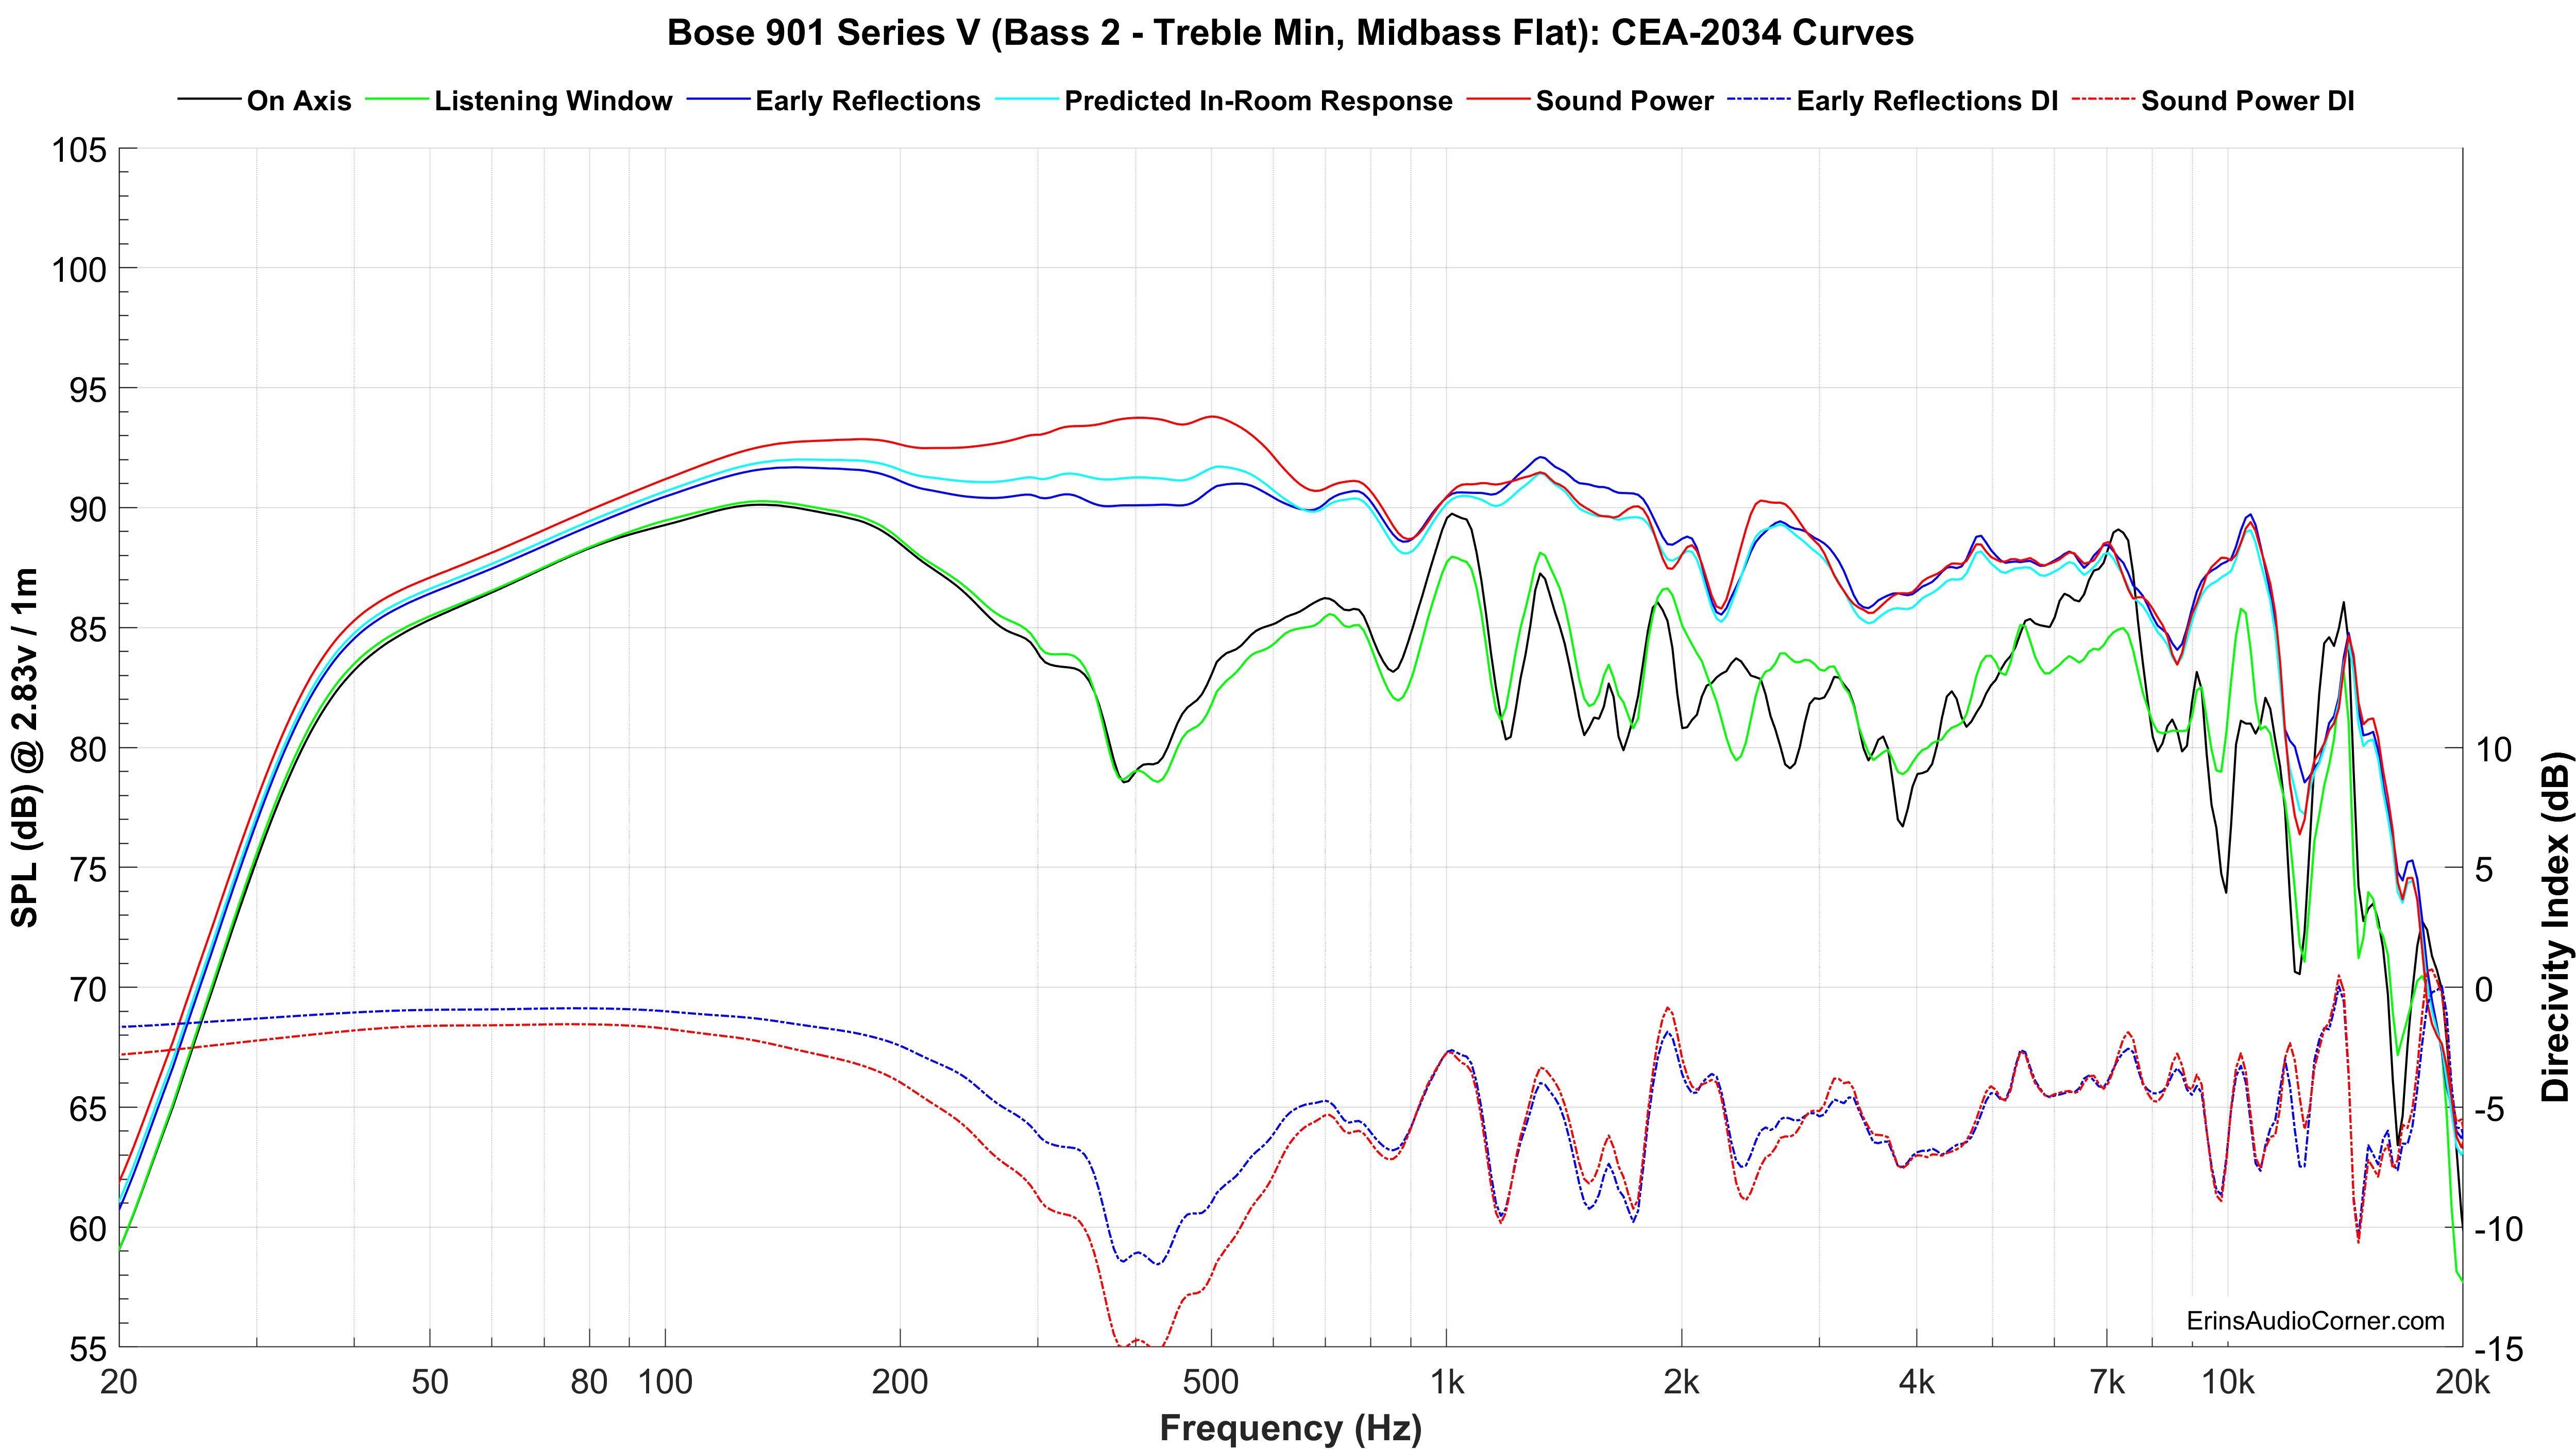 Bose 901 Series V (Bass 2 - Treble Min, Midbass Flat): CEA-2034 Curves
On Axis Listening Window Early Reflections Predicted In-Room Response Sound Power Early Reflections DI Sound Power DI
105
100
95
90
85
80
75
70
65
60
55
SPL (dB) @ 2.83v / 1m
10
5
0
-5
-10
-15
Direcivity Index (dB)
ErinsAudioCorner.com
20 50 80 100 200 500 1k 2k 4k 7k 10k 20k
Frequency (Hz)